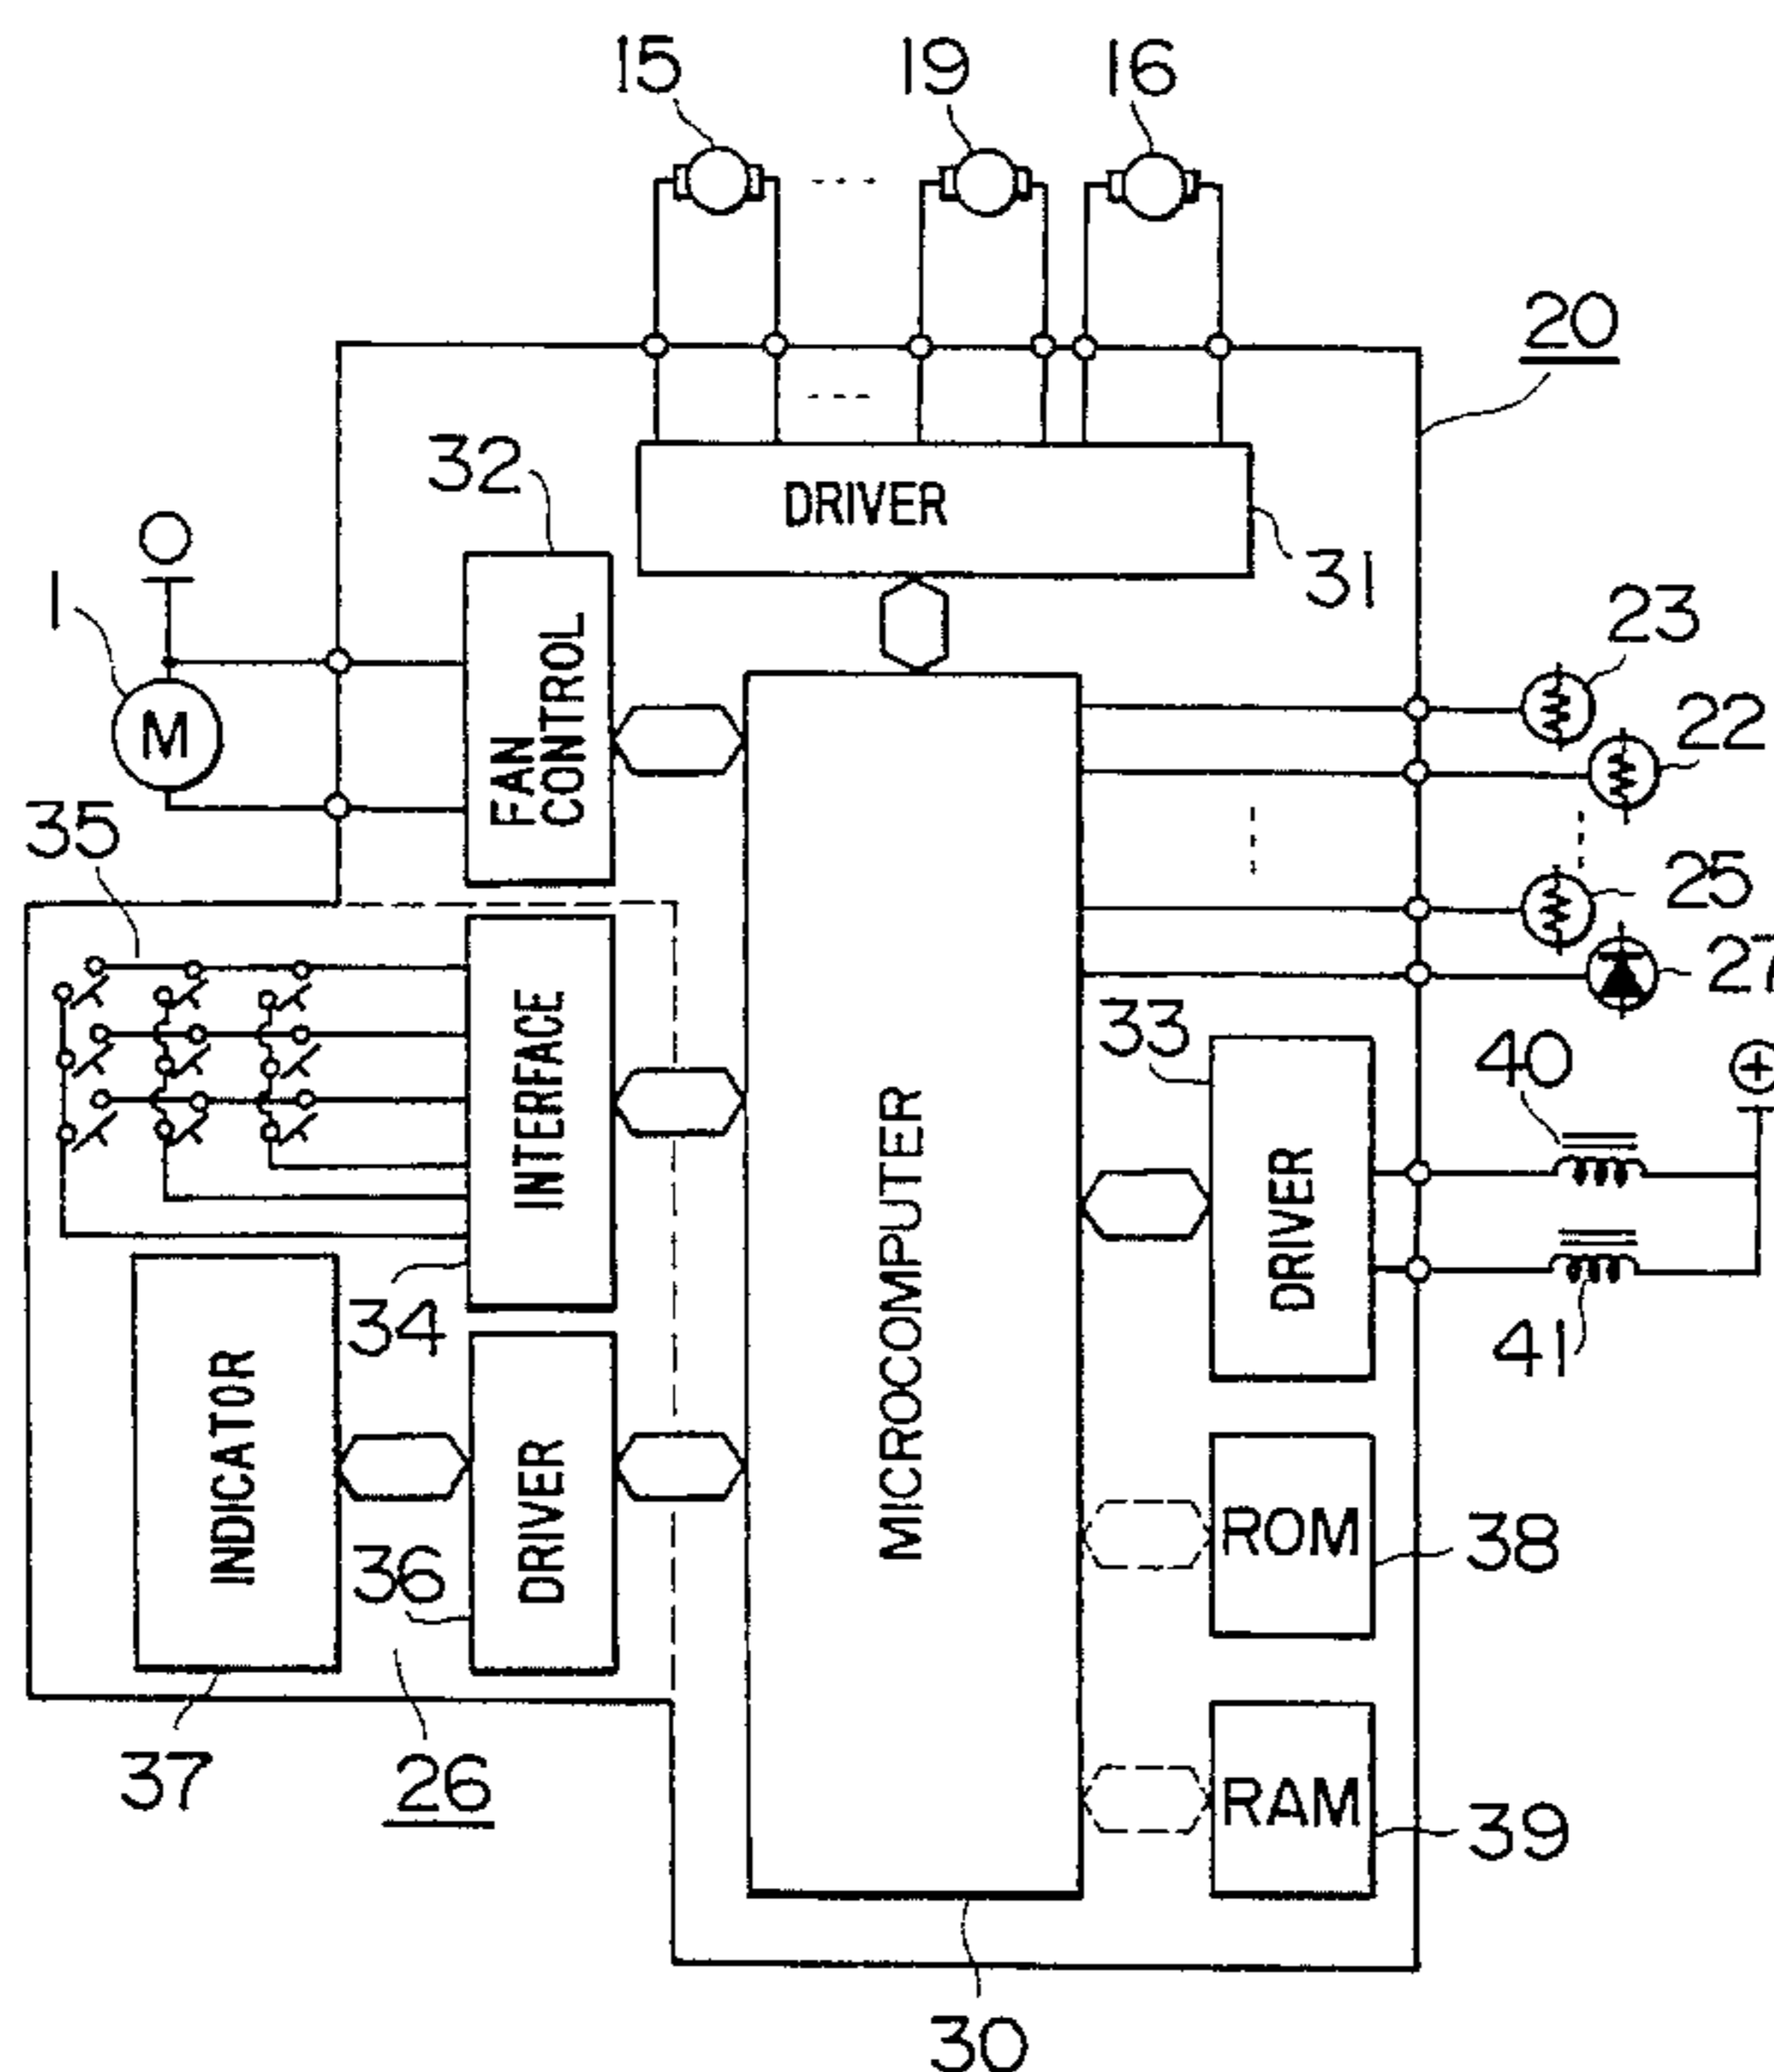 15
19
16
20
32
DRIVER
31
1
M
FAN
CONTROL
23
22
35
25
27
33
40
INTERFACE
MICROCOMPUTER
DRIVER
34
41
INDICATOR
36
DRIVER
ROM
38
37
26
RAM
39
30